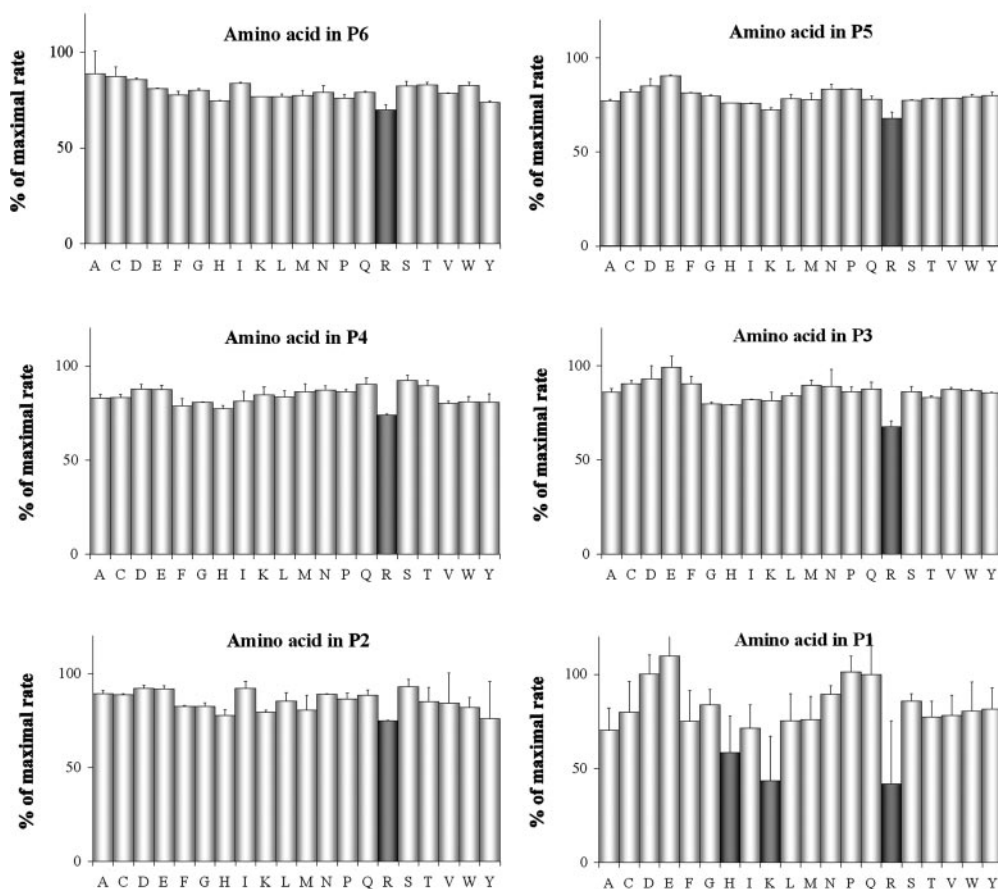 Amino acid in P6
% of maximal rate
100
50
0
A C D E F G H I K L M N P Q R S T V W Y
Amino acid in P5
% of maximal rate
100
50
0
A C D E F G H I K L M N P Q R S T V W Y
Amino acid in P4
% of maximal rate
100
50
0
A C D E F G H I K L M N P Q R S T V W Y
Amino acid in P3
% of maximal rate
100
50
0
A C D E F G H I K L M N P Q R S T V W Y
Amino acid in P2
% of maximal rate
100
50
0
A C D E F G H I K L M N P Q R S T V W Y
Amino acid in P1
% of maximal rate
100
50
0
A C D E F G H I K L M N P Q R S T V W Y